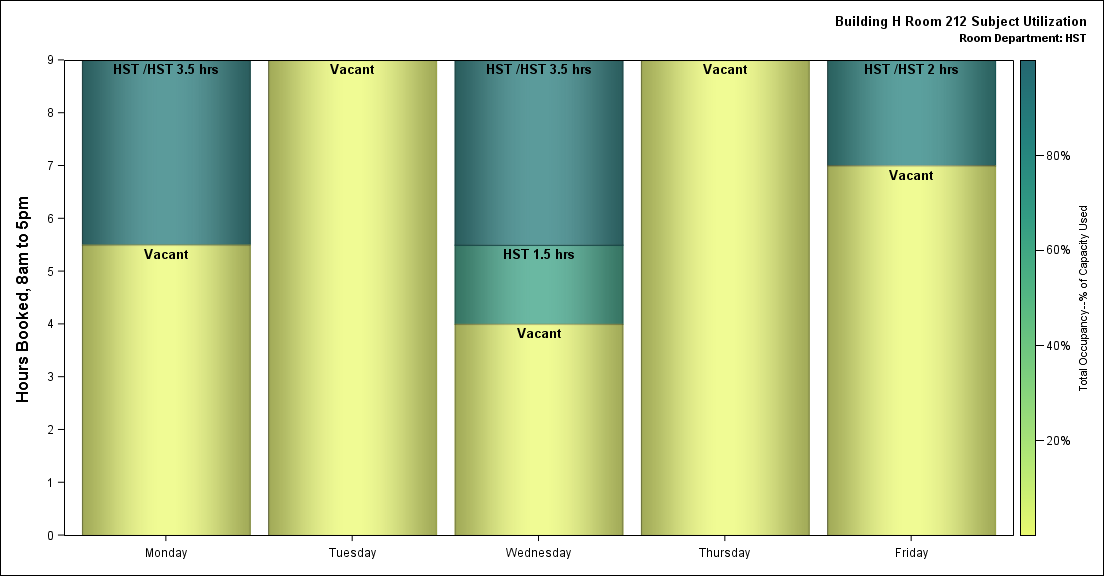 Building H Room 212 Subject Utilization
Room Department: HST
Hours Booked, 8am to 5pm
9
8
7
6
5
4
3
2
1
0
HST /HST 3.5 hrs
Vacant
Vacant
HST /HST 3.5 hrs
HST 1.5 hrs
Vacant
Vacant
HST /HST 2 hrs
Vacant
Monday
Tuesday
Wednesday
Thursday
Friday
80%
60%
40%
20%
Total Occupancy--% of Capacity Used